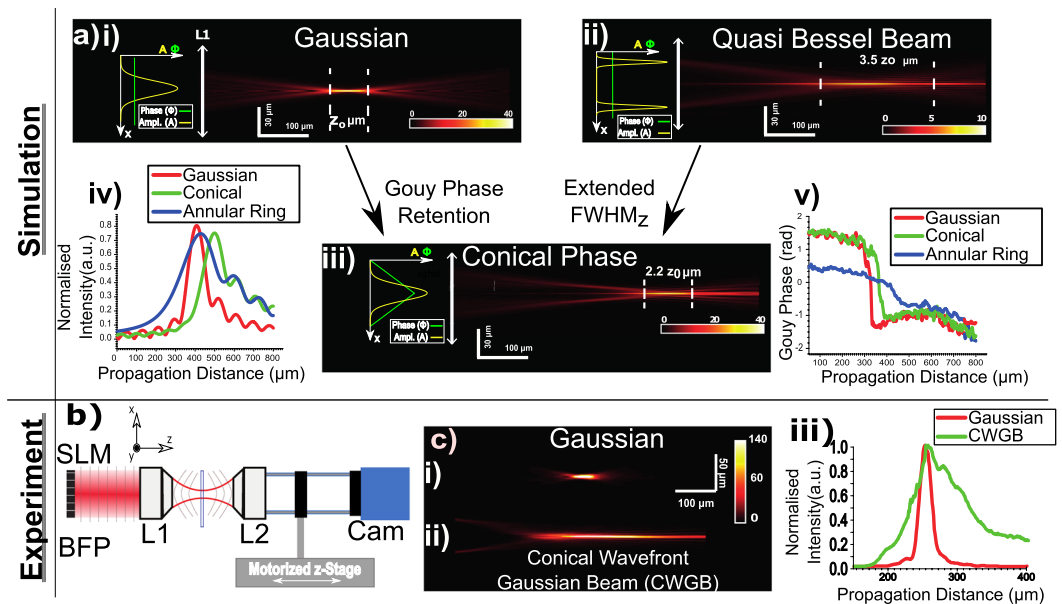 Simulation
a) i)
L1
Gaussian
A Φ
Phase (Φ)
Ampl. (A)
x
30 µm
100 µm
Zo µm
0 20 40
ii)
Quasi Bessel Beam
A Φ
3.5 zo µm
Phase (Φ)
Ampl. (A)
x
30 µm
100 µm
0 5 10
Gouy Phase
Retention
Extended
FWHMZ
iv)
Gaussian
Conical
Annular Ring
Normalised
Intensity(a.u.)
0.8
0.7
0.6
0.5
0.4
0.3
0.2
0.1
0.0
0 100 200 300 400 500 600 700 800
Propagation Distance (µm)
iii)
Conical Phase
A Φ
2.2 z0 µm
Phase (Φ)
Ampl. (A)
x
30 µm
100 µm
0 20 40
v)
Gaussian
Conical
Annular Ring
Gouy Phase (rad)
2
1
0
-1
-2
100 200 300 400 500 600 700 800
Propagation Distance (µm)
Experiment
b)
x
z
y
SLM
BFP
L1
L2
Cam
Motorized z-Stage
c)
Gaussian
i)
140
60
0
50 µm
100 µm
ii)
Conical Wavefront
Gaussian Beam (CWGB)
iii)
Gaussian
CWGB
Normalised
Intensity(a.u.)
1.0
0.8
0.6
0.4
0.2
0.0
200 300 400
Propagation Distance (µm)